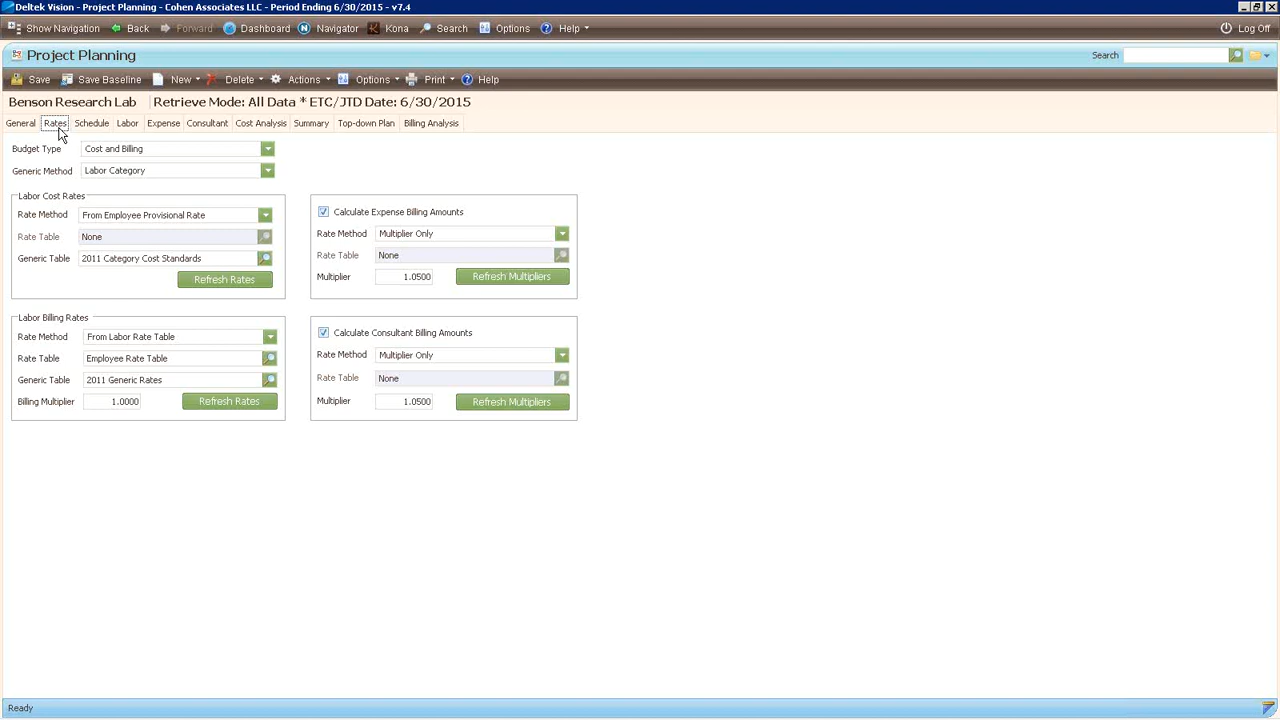 Deltek Vision - Project Planning - Cohen Associates LLC - Period Ending 6/30/2015 - v7.4
Show Navigation Back Forward Dashboard Navigator Kona Search Options Help Log Off
Project Planning Search
Save Save Baseline New Delete Actions Options Print Help
Benson Research Lab Retrieve Mode: All Data * ETC/JTD Date: 6/30/2015
General Rates Schedule Labor Expense Consultant Cost Analysis Summary Top-down Plan Billing Analysis
Budget Type Cost and Billing
Generic Method Labor Category
Labor Cost Rates
Rate Method From Employee Provisional Rate
Rate Table None
Generic Table 2011 Category Cost Standards
Refresh Rates
Calculate Expense Billing Amounts
Rate Method Multiplier Only
Rate Table None
Multiplier 1.0500 Refresh Multipliers
Labor Billing Rates
Rate Method From Labor Rate Table
Rate Table Employee Rate Table
Generic Table 2011 Generic Rates
Billing Multiplier 1.0000 Refresh Rates
Calculate Consultant Billing Amounts
Rate Method Multiplier Only
Rate Table None
Multiplier 1.0500 Refresh Multipliers
Ready